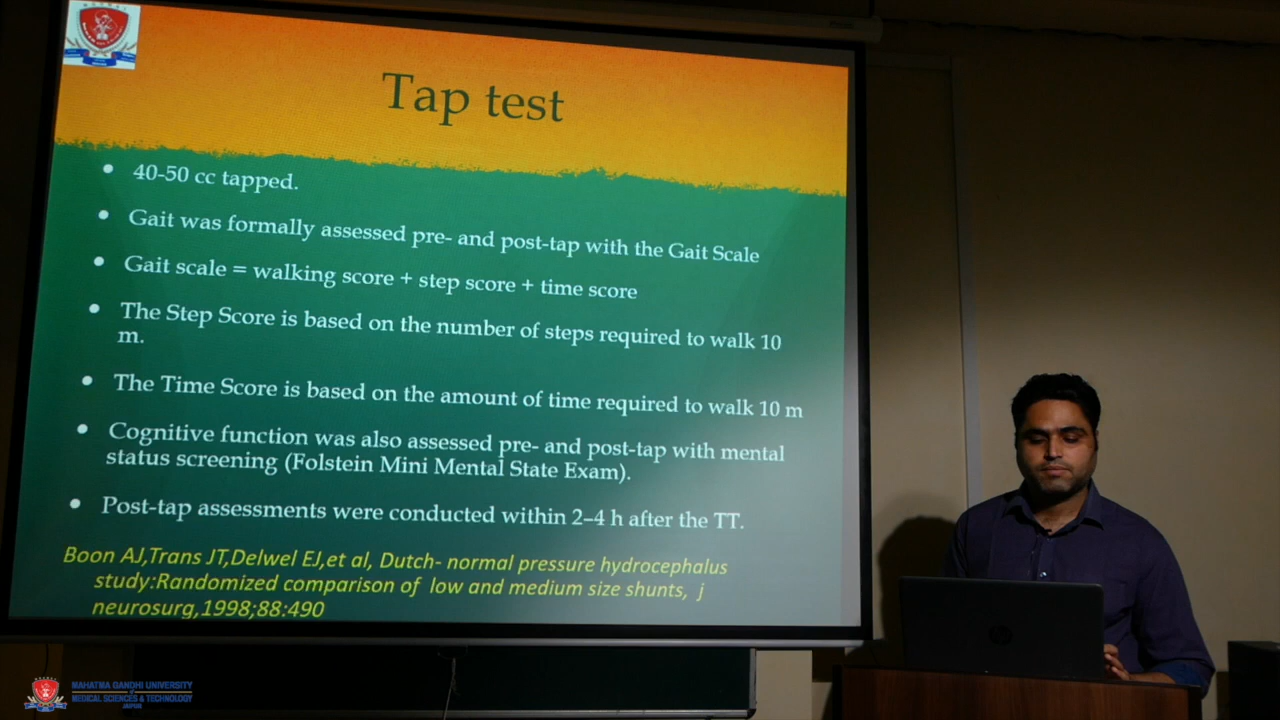 Tap test
• 40-50 cc tapped.
• Gait was formally assessed pre- and post-tap with the Gait Scale
• Gait scale = walking score + step score + time score
• The Step Score is based on the number of steps required to walk 10
m.
• The Time Score is based on the amount of time required to walk 10 m
• Cognitive function was also assessed pre- and post-tap with mental
status screening (Folstein Mini Mental State Exam).
• Post-tap assessments were conducted within 2–4 h after the TT.
Boon AJ,Trans JT,Delwel EJ,et al, Dutch- normal pressure hydrocephalus
study:Randomized comparison of low and medium size shunts, j
neurosurg,1998;88:490
MAHATMA GANDHI UNIVERSITY
of
MEDICAL SCIENCES & TECHNOLOGY
JAIPUR
hp